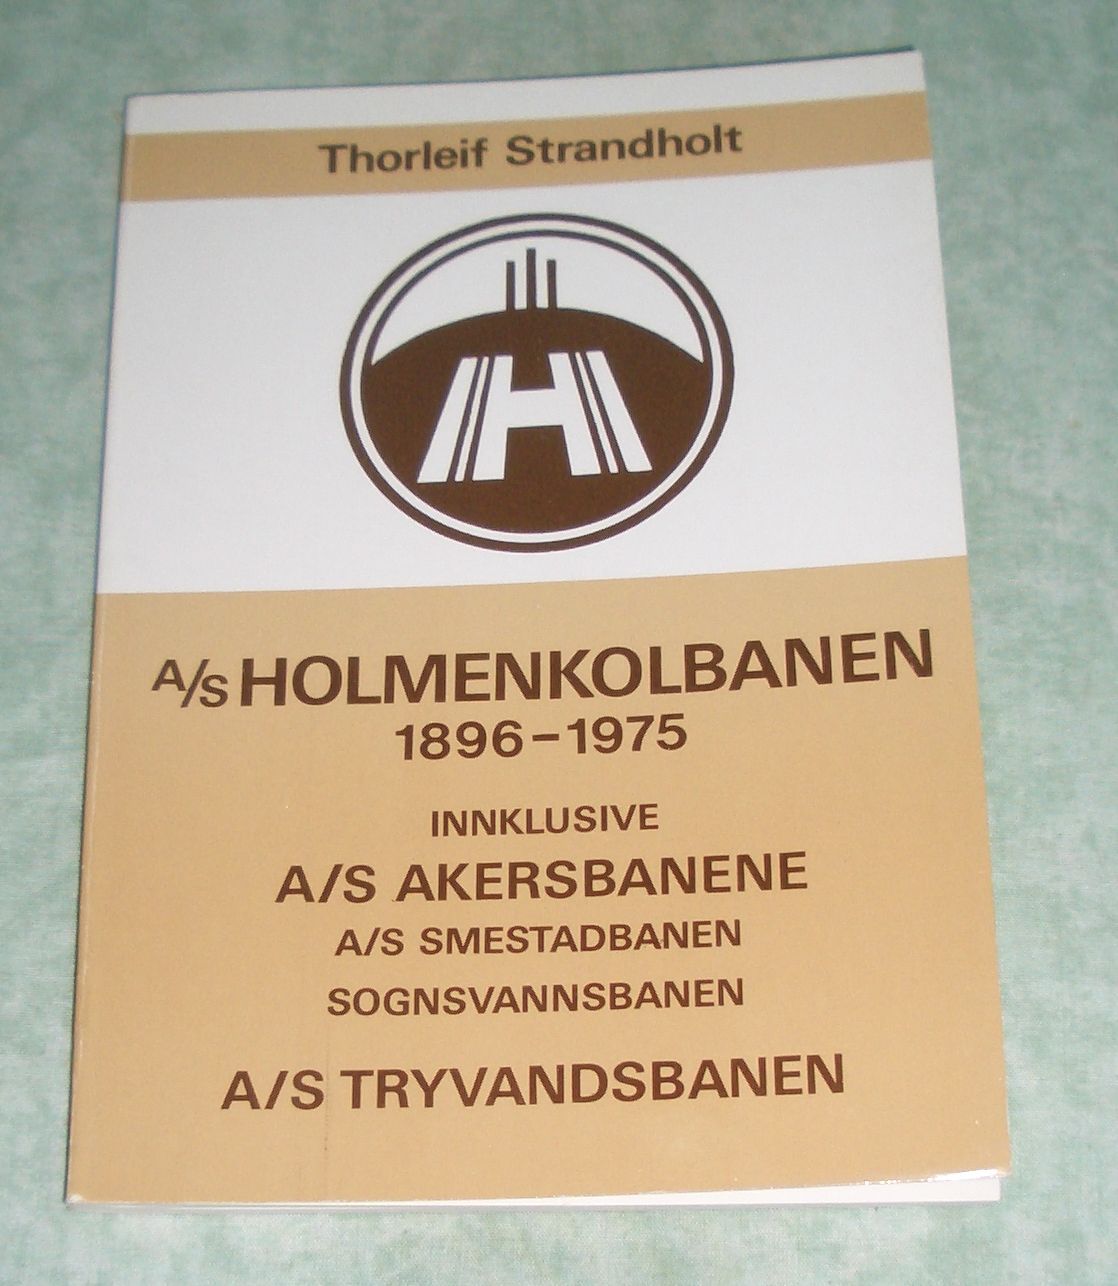 Thorleif Strandholt
H
A/S HOLMENKOLBANEN
1896–1975
INNKLUSIVE
A/S AKERSBANENE
A/S SMESTADBANEN
SOGNSVANNSBANEN
A/S TRYVANDSBANEN